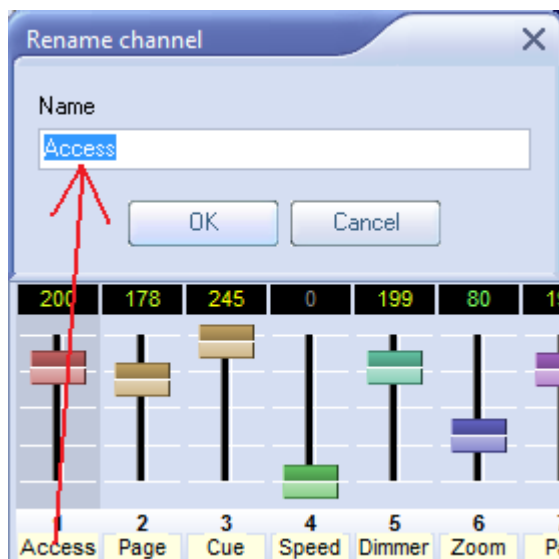 Rename channel
Name
Access
OK Cancel
200 178 245 0 199 80
1 2 3 4 5 6
Access Page Cue Speed Dimmer Zoom